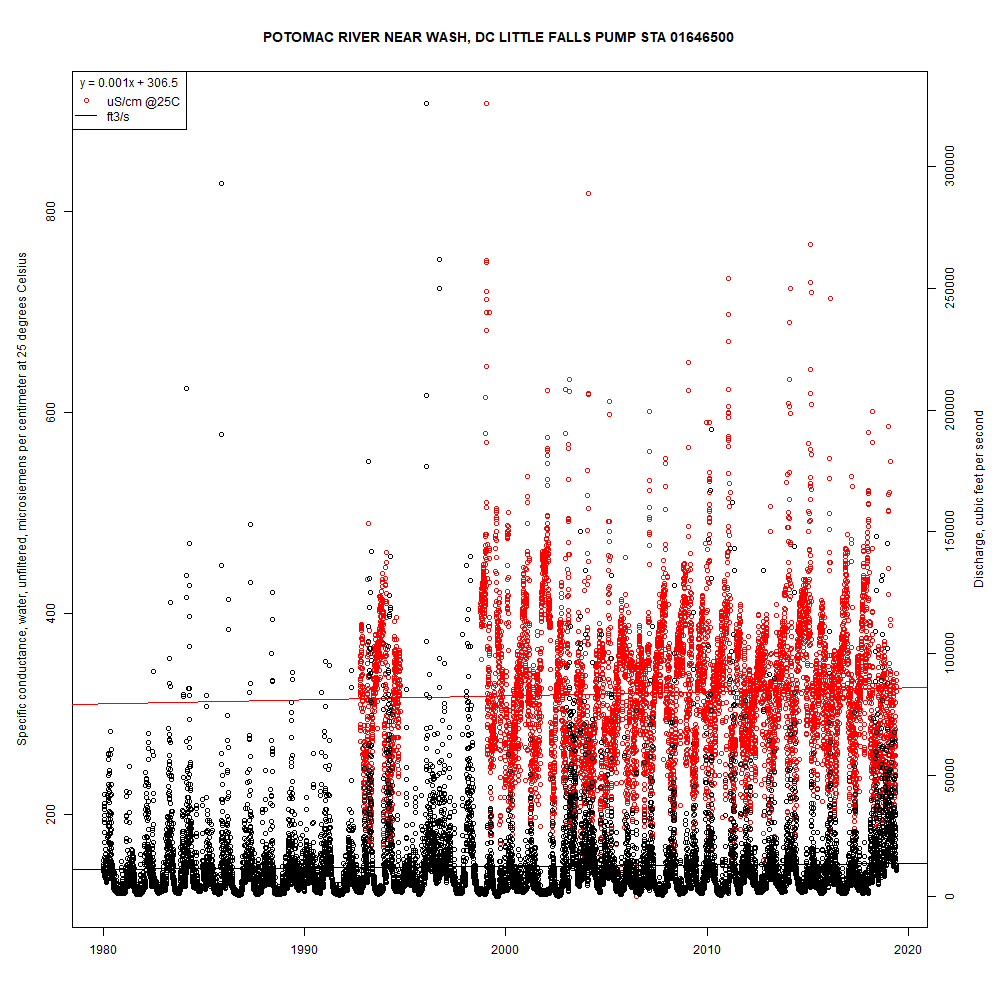 POTOMAC RIVER NEAR WASH, DC LITTLE FALLS PUMP STA 01646500
y = 0.001x + 306.5
uS/cm @25C
ft3/s
Specific conductance, water, unfiltered, microsiemens per centimeter at 25 degrees Celsius
800
600
400
200
300000
250000
200000
150000
100000
50000
0
Discharge, cubic feet per second
1980
1990
2000
2010
2020